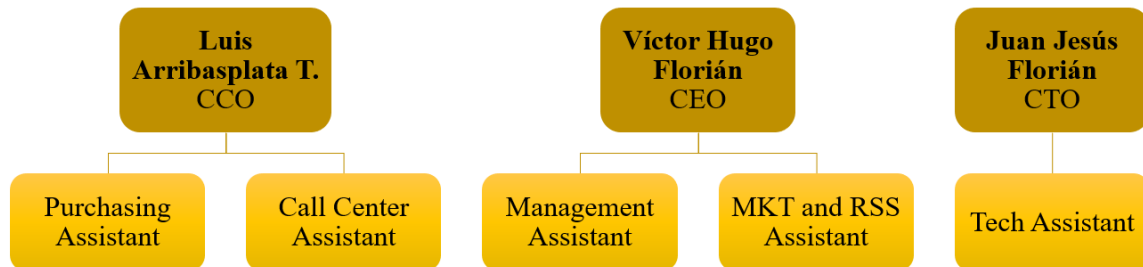 Luis
Arribasplata T.
CCO
Víctor Hugo
Florián
CEO
Juan Jesús
Florián
CTO
Purchasing
Assistant
Call Center
Assistant
Management
Assistant
MKT and RSS
Assistant
Tech Assistant